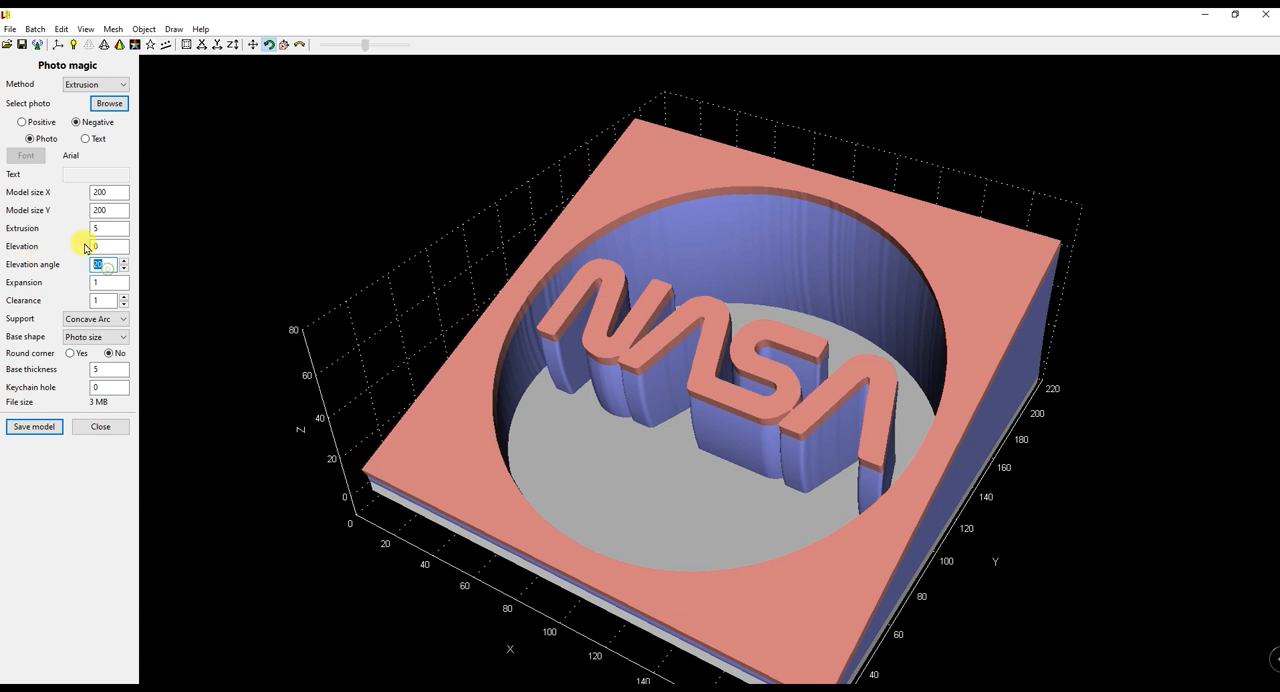 File Batch Edit View Mesh Object Draw Help
Photo magic
Method Extrusion
Select photo Browse
Positive Negative
Photo Text
Font Arial
Text
Model size X 200
Model size Y 200
Extrusion 5
Elevation 0
Elevation angle 20
Expansion 1
Clearance 1
Support Concave Arc
Base shape Photo size
Round corner Yes No
Base thickness 5
Keychain hole 0
File size 3 MB
Save model Close
NASA
80
60
40
20
0
Z
0
20
40
60
80
100
120
140
X
220
200
180
160
140
120
100
80
60
40
Y